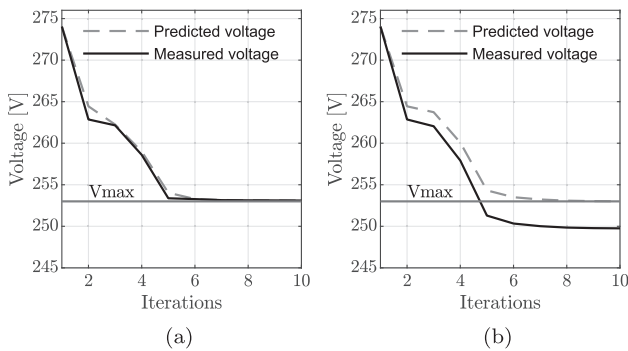 275
270
265
260
255
250
245
Voltage [V]
Predicted voltage
Measured voltage
Vmax
2
4
6
8
10
Iterations
(a)
275
270
265
260
255
250
245
Voltage [V]
Predicted voltage
Measured voltage
Vmax
2
4
6
8
10
Iterations
(b)